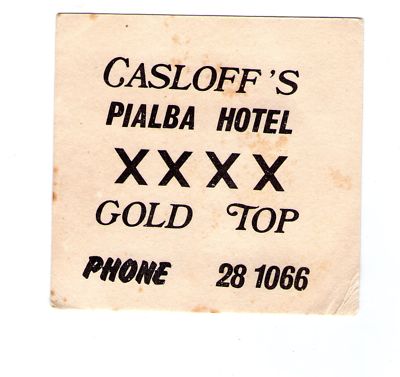 CASLOFF'S
PIALBA HOTEL
XXXX
GOLD TOP
PHONE 28 1066